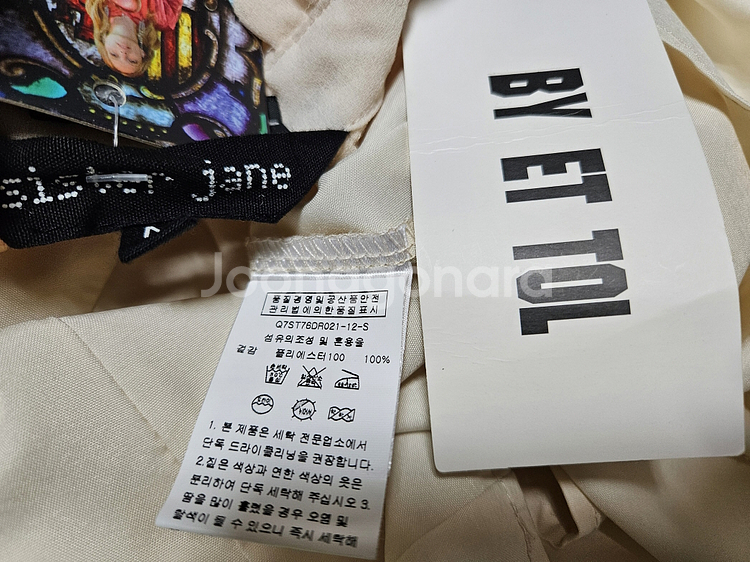 BY ET TOL
sister jane
Joonggonara
품질경영및공산품안전
관리법에의한품질표시
Q7ST76DR021-12-S
섬유의조성 및 혼용율
겉감 폴리에스터100 100%
1. 본 제품은 세탁 전문업소에서
단독 드라이클리닝을 권장합니다.
2.짙은 색상과 연한 색상의 옷은
분리하여 단독 세탁해 주십시오 3.
땀을 많이 흘렸을 경우 오염 및
탈색이 될 수 있으니 즉시 세탁해